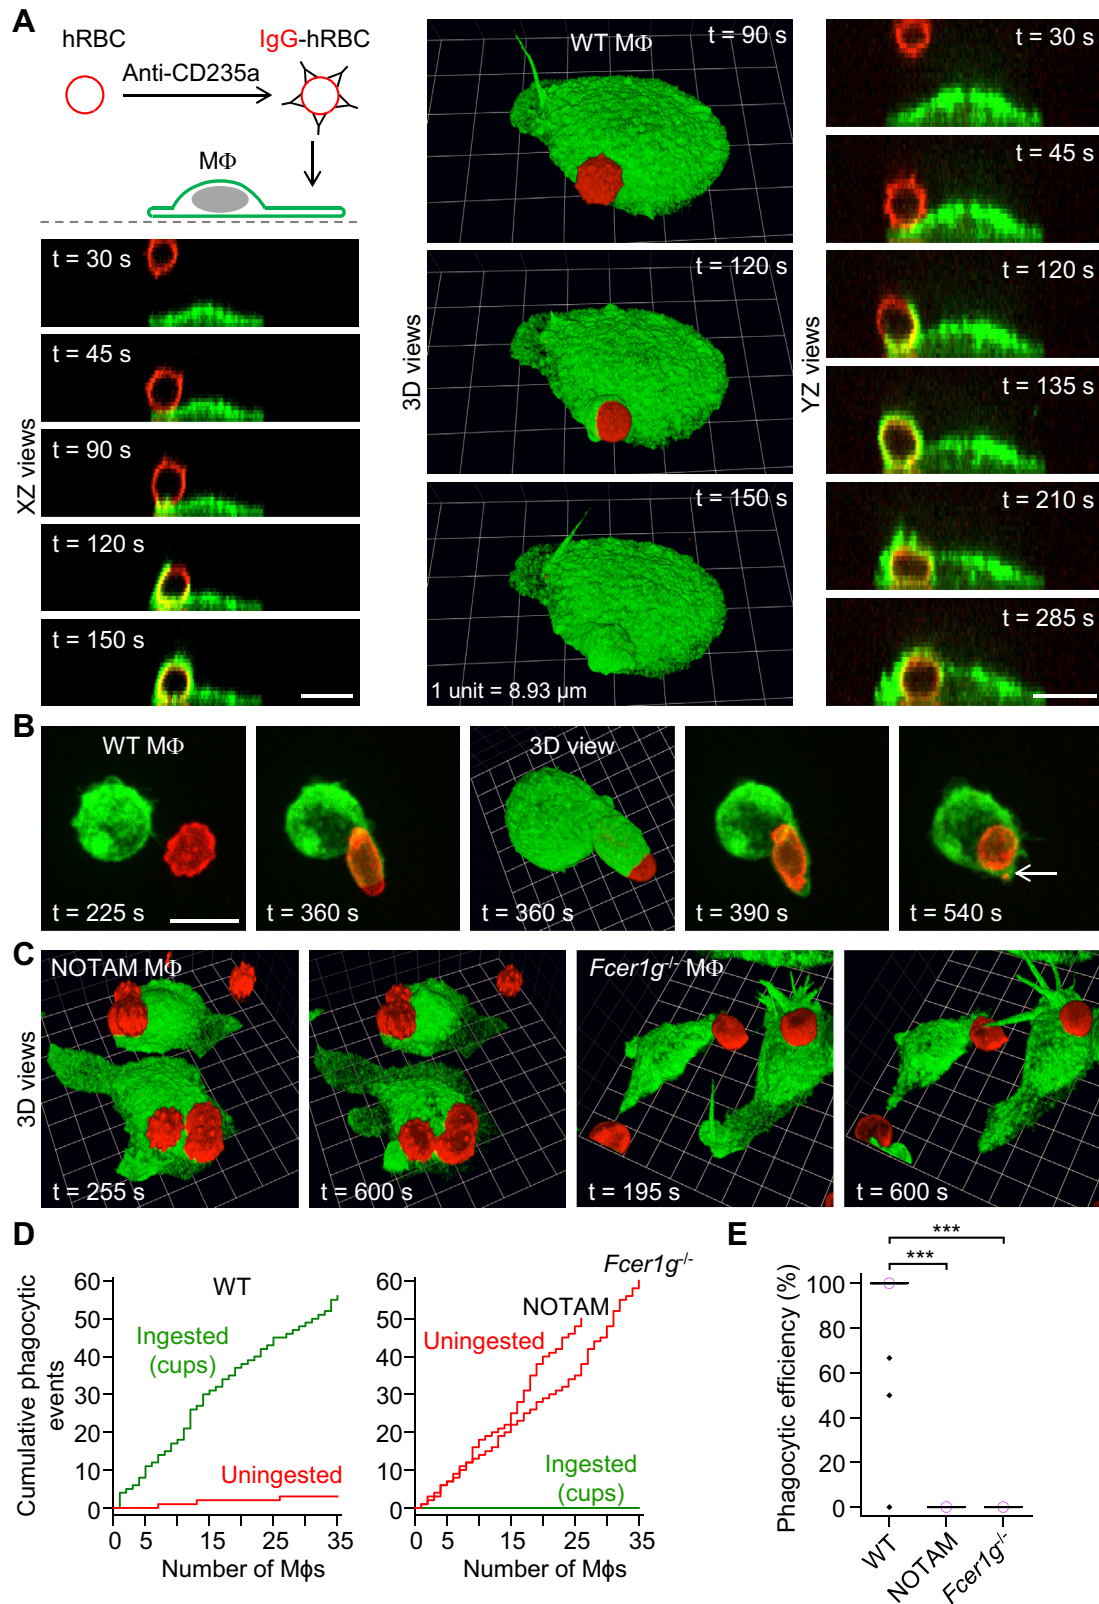 A
hRBC
IgG-hRBC
Anti-CD235a
MΦ
XZ views
t = 30 s
t = 45 s
t = 90 s
t = 120 s
t = 150 s
3D views
WT MΦ
t = 90 s
t = 120 s
t = 150 s
1 unit = 8.93 µm
YZ views
t = 30 s
t = 45 s
t = 120 s
t = 135 s
t = 210 s
t = 285 s
B
WT MΦ
t = 225 s
t = 360 s
3D view
t = 360 s
t = 390 s
t = 540 s
C
3D views
NOTAM MΦ
t = 255 s
t = 600 s
Fcer1g-/- MΦ
t = 195 s
t = 600 s
D
Cumulative phagocytic
events
60
50
40
30
20
10
0
WT
Ingested
(cups)
Uningested
0 5 15 25 35
Number of Mϕs
60
50
40
30
20
10
0
Fcer1g-/-
NOTAM
Uningested
Ingested
(cups)
0 5 15 25 35
Number of Mϕs
E
Phagocytic efficiency (%)
***
***
100
80
60
40
20
0
WT
NOTAM
Fcer1g-/-